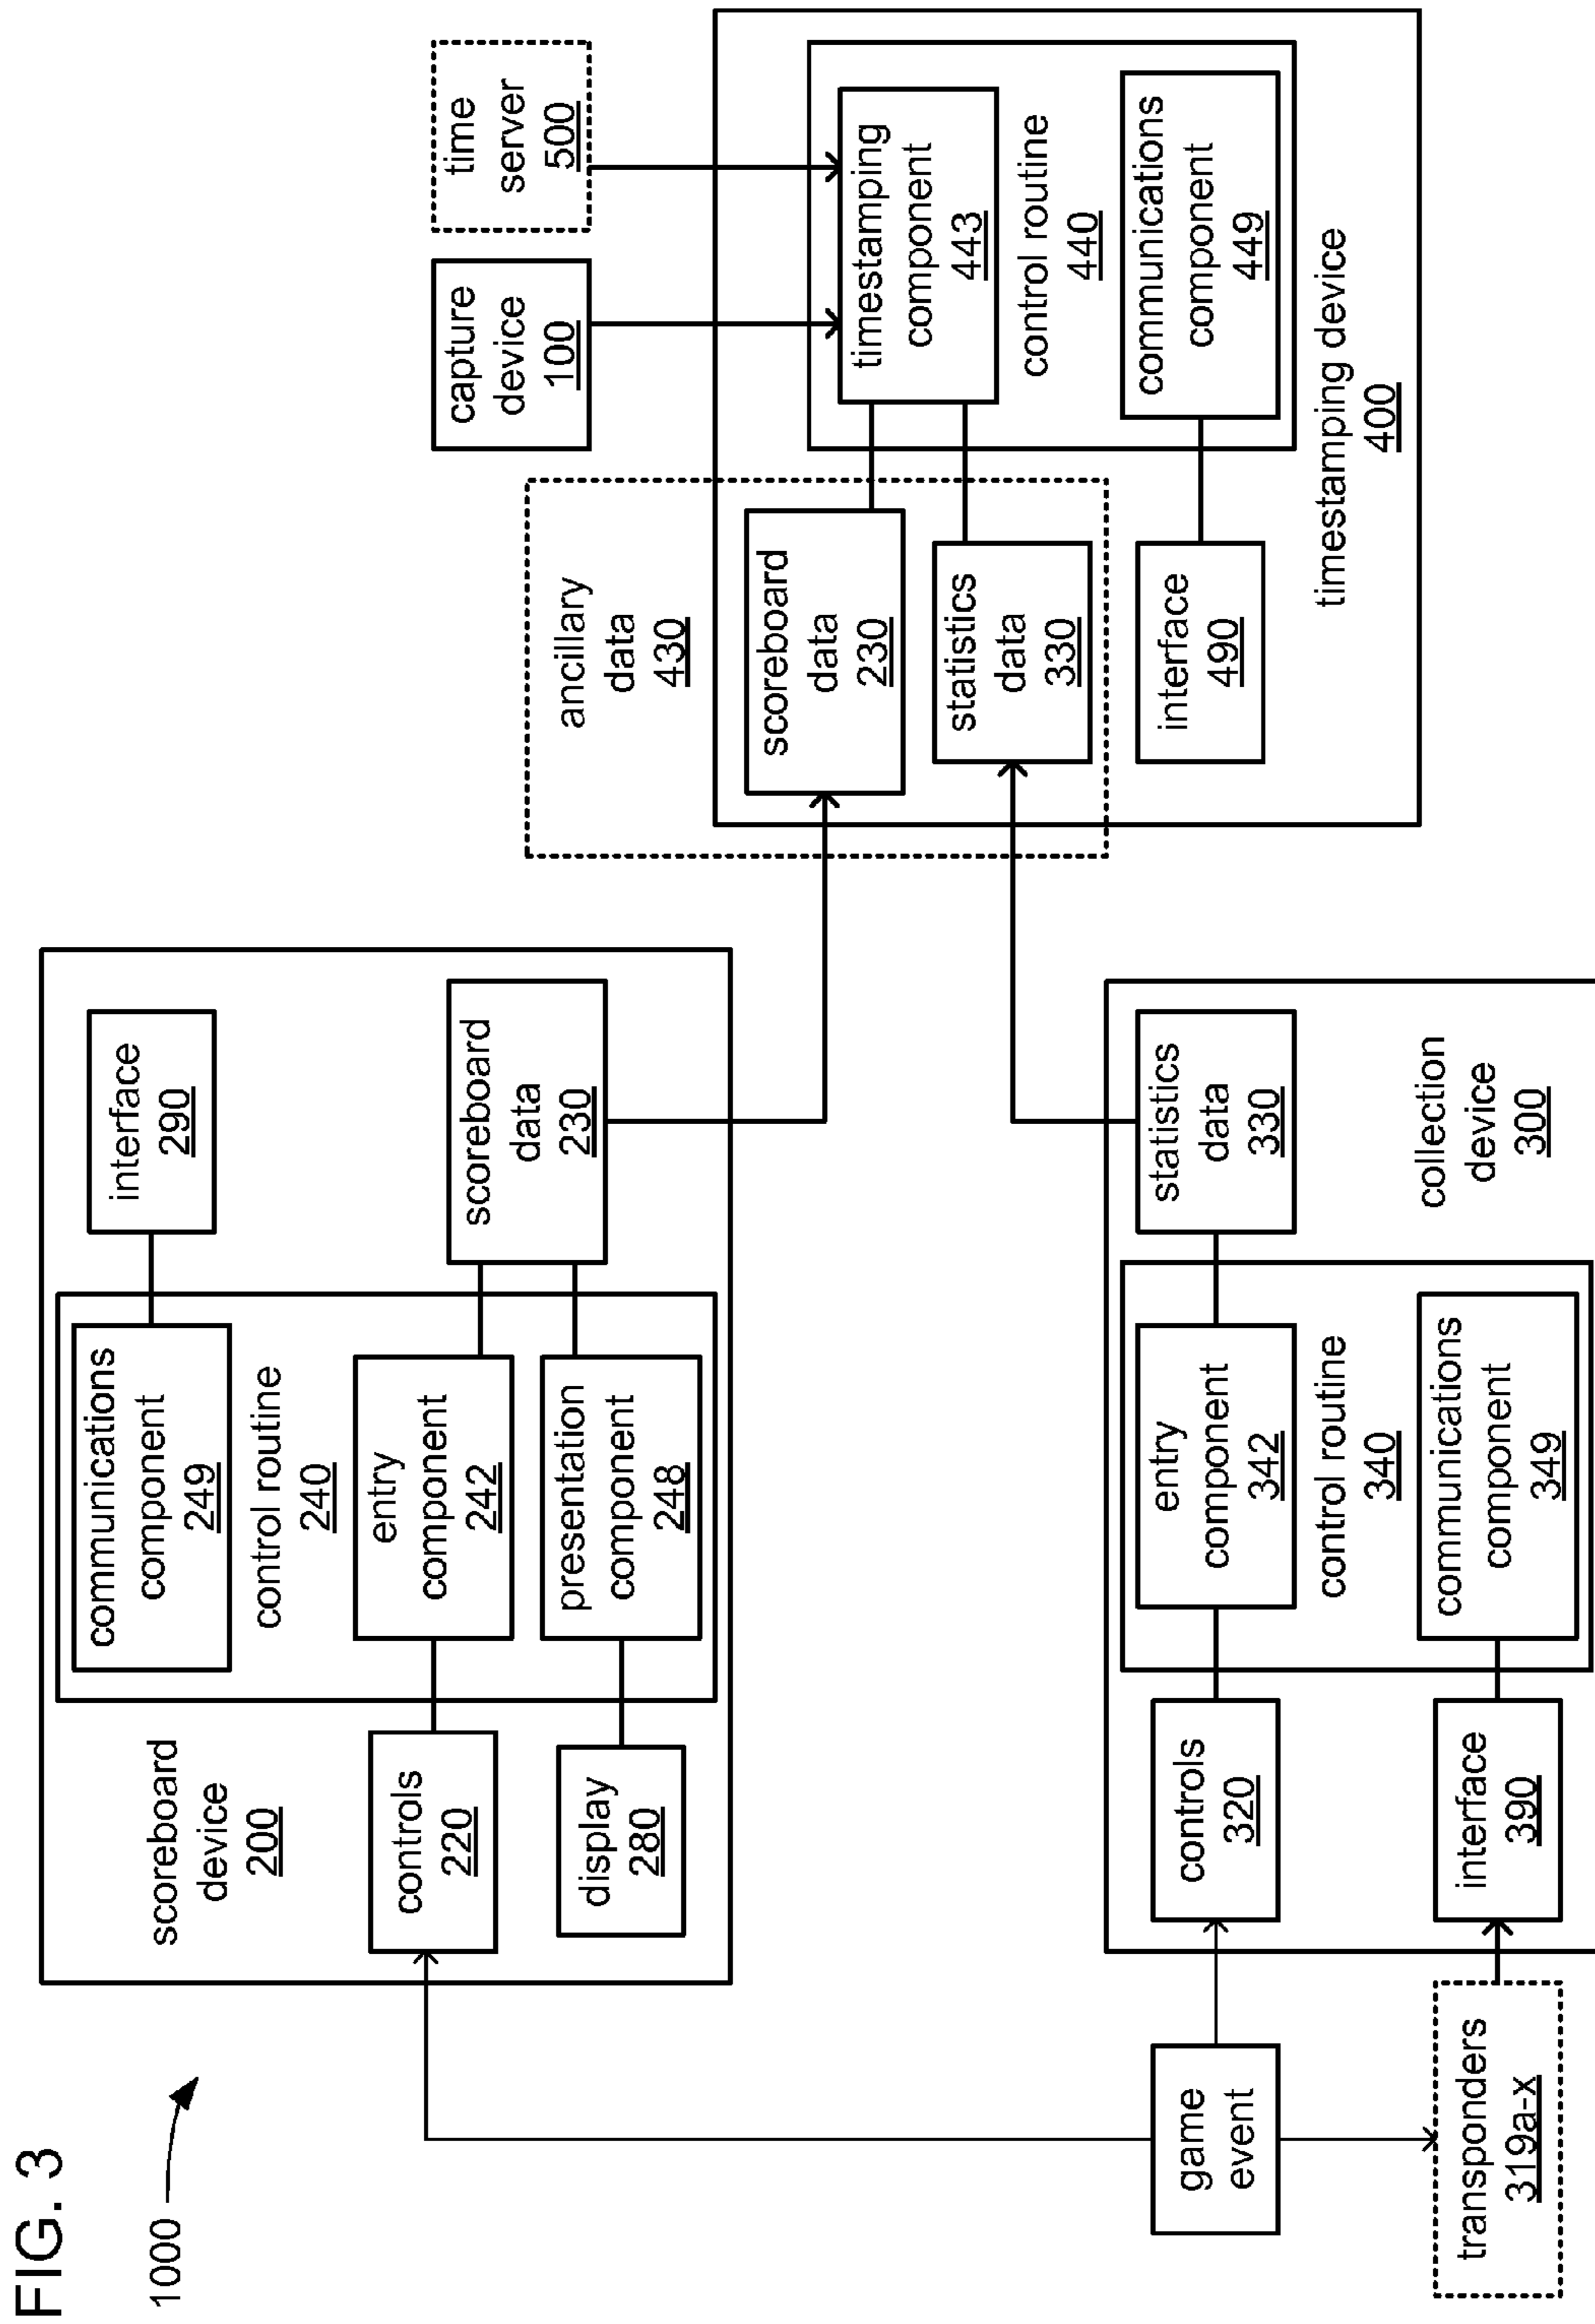 FIG. 3
1000
scoreboard
device
200
communications
component
249
interface
290
control routine
240
controls
220
entry
component
242
scoreboard
data
230
display
280
presentation
component
248
game
event
transponders
319a-x
controls
320
entry
component
342
statistics
data
330
control routine
340
interface
390
communications
component
349
collection
device
300
ancillary
data
430
capture
device
100
time
server
500
scoreboard
data
230
timestamping
component
443
statistics
data
330
control routine
440
interface
490
communications
component
449
timestamping device
400